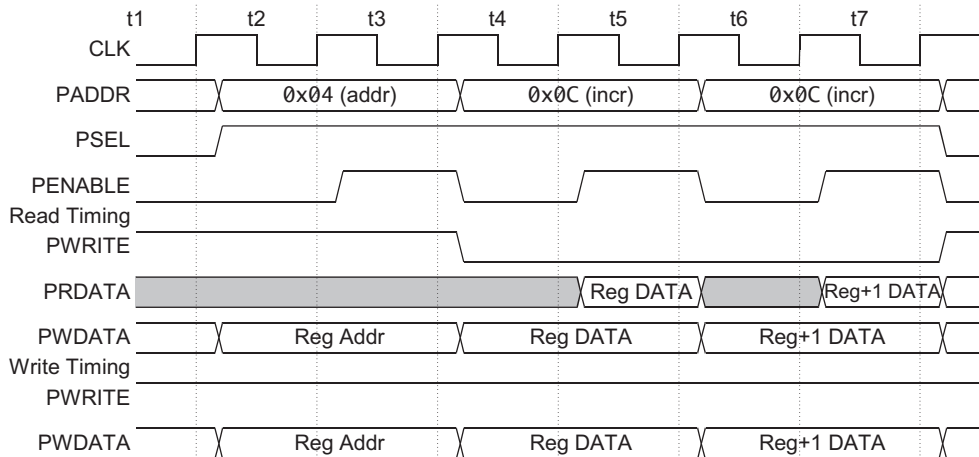 t1 t2 t3 t4 t5 t6 t7
CLK
PADDR 0x04 (addr) 0x0C (incr) 0x0C (incr)
PSEL
PENABLE
Read Timing
PWRITE
PRDATA Reg DATA Reg+1 DATA
PWDATA Reg Addr Reg DATA Reg+1 DATA
Write Timing
PWRITE
PWDATA Reg Addr Reg DATA Reg+1 DATA